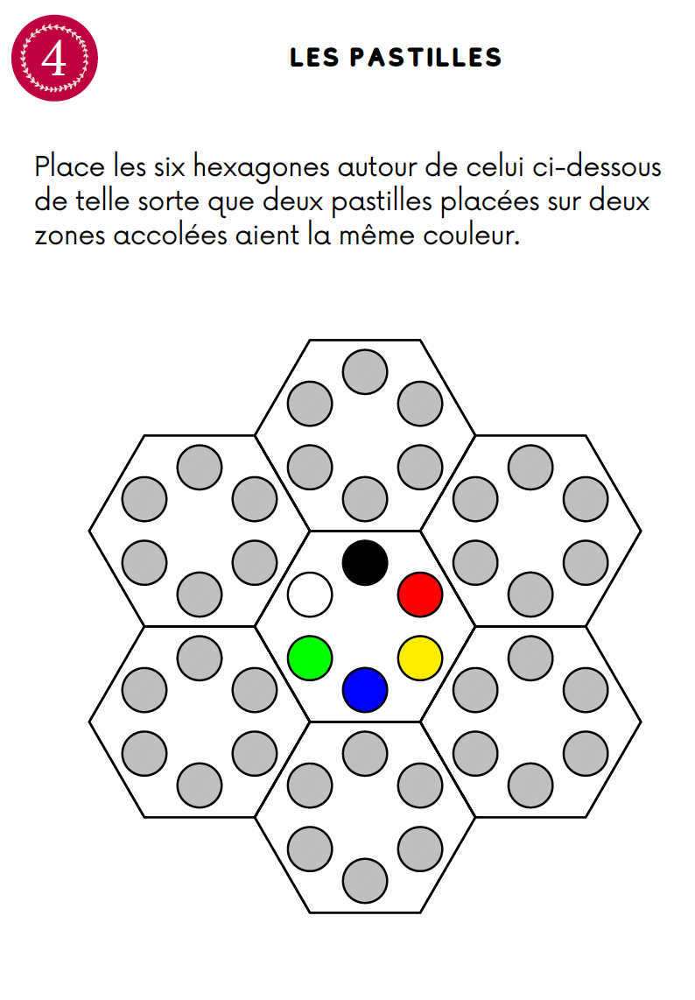 4
LES PASTILLES
Place les six hexagones autour de celui ci-dessous
de telle sorte que deux pastilles placées sur deux
zones accolées aient la même couleur.